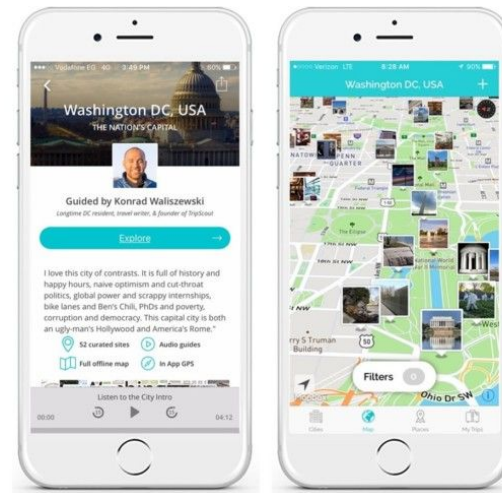 Vodafone EG 4G 3:49 PM 60%
Washington DC, USA
THE NATION'S CAPITAL
Guided by Konrad Waliszewski
Longtime DC resident, travel writer, & founder of TripScout
Explore →
I love this city of contrasts. It is full of history and
happy hours, naive optimism and cut-throat
politics, global power and scrappy internships,
bike lanes and Ben's Chili, PhDs and poverty,
corruption and democracy. This capital city is both
an ugly-man's Hollywood and America's Rome."
52 curated sites
Audio guides
Full offline map
In App GPS
Listen to the City Intro
00:00
04:12
Verizon LTE 8:28 AM 90%
Washington DC, USA +
PENN
QUARTER
Federal Triangle
The Ellipse
National World
War II Memorial
West
rry S Truman
Building
50
Filters 0
Ohio Dr SW
Cities
Map
Places
My Trips